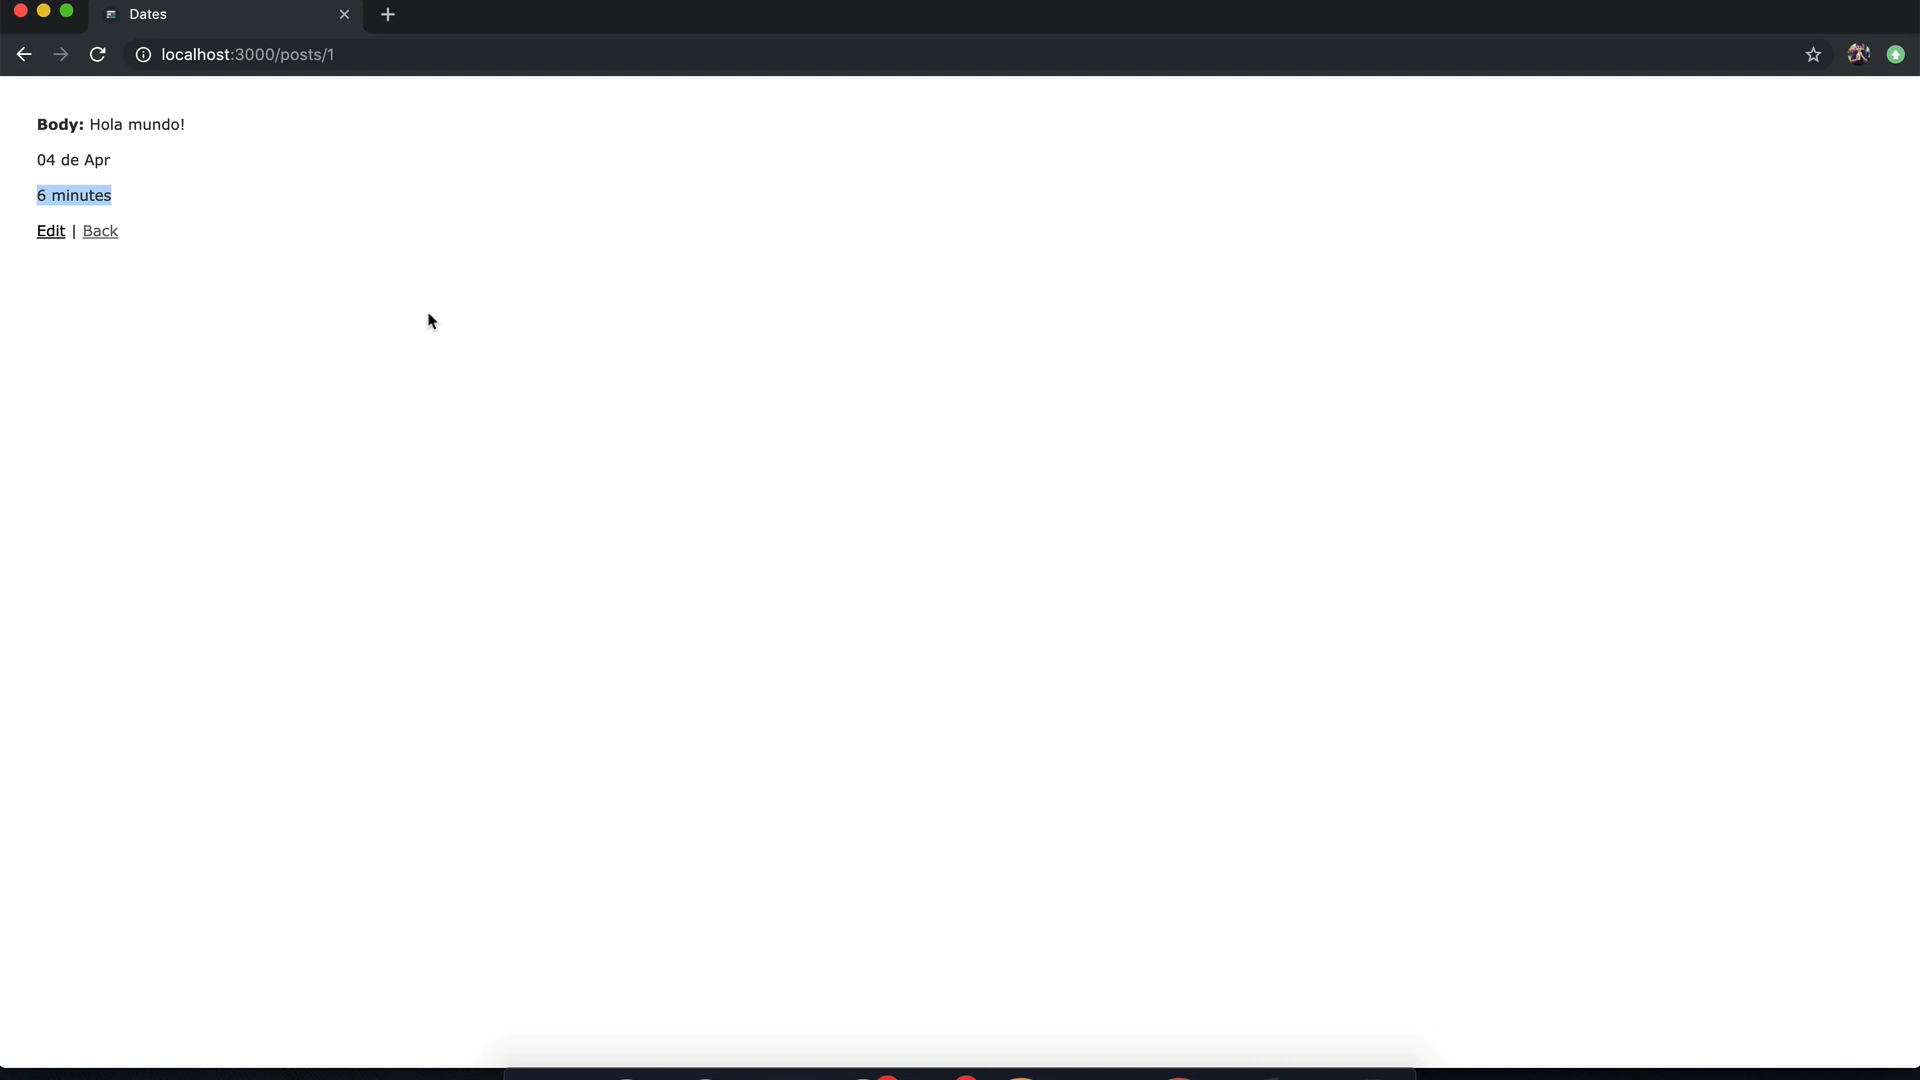 Dates
localhost:3000/posts/1
Body: Hola mundo!
04 de Apr
6 minutes
Edit | Back